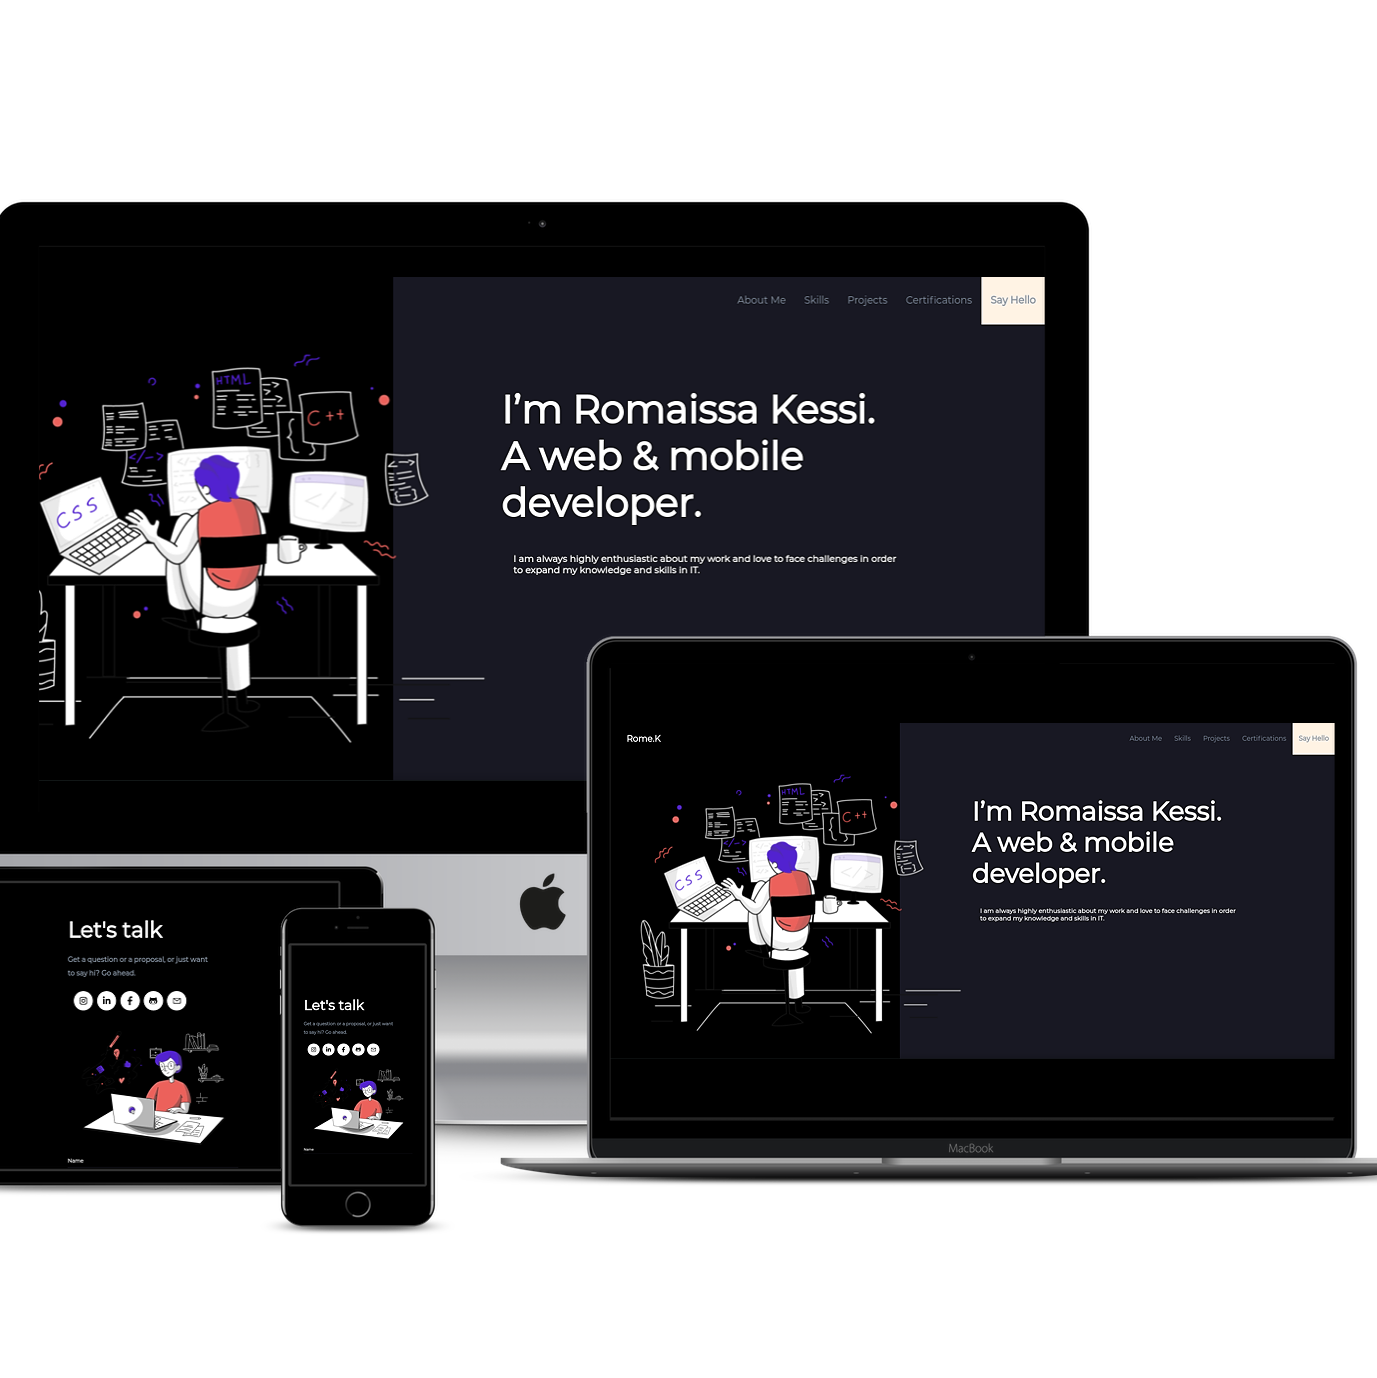 About Me Skills Projects Certifications Say Hello
HTML
C++
</>
CSS
</>
I'm Romaissa Kessi.
A web & mobile
developer.
I am always highly enthusiastic about my work and love to face challenges in order
to expand my knowledge and skills in IT.
Rome.K
About Me Skills Projects Certifications Say Hello
HTML
C++
</>
CSS
</>
I'm Romaissa Kessi.
A web & mobile
developer.
I am always highly enthusiastic about my work and love to face challenges in order
to expand my knowledge and skills in IT.
MacBook
Let's talk
Get a question or a proposal, or just want
to say hi? Go ahead.
in f
Name
Let's talk
Get a question or a proposal, or just want
to say hi? Go ahead.
in f
Name